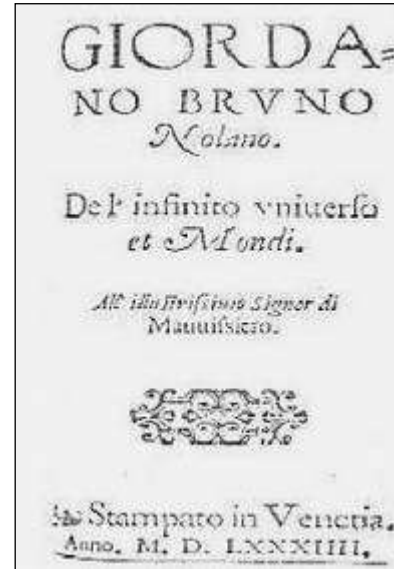 GIORDA=
NO BRVNO
Nolano.
De l' infinito vniuerſo
et Mondi.
All' illuſtriſsimo Signor di
Mauuiſsiero.
Stampato in Venetia.
Anno. M. D. LXXXIIII.